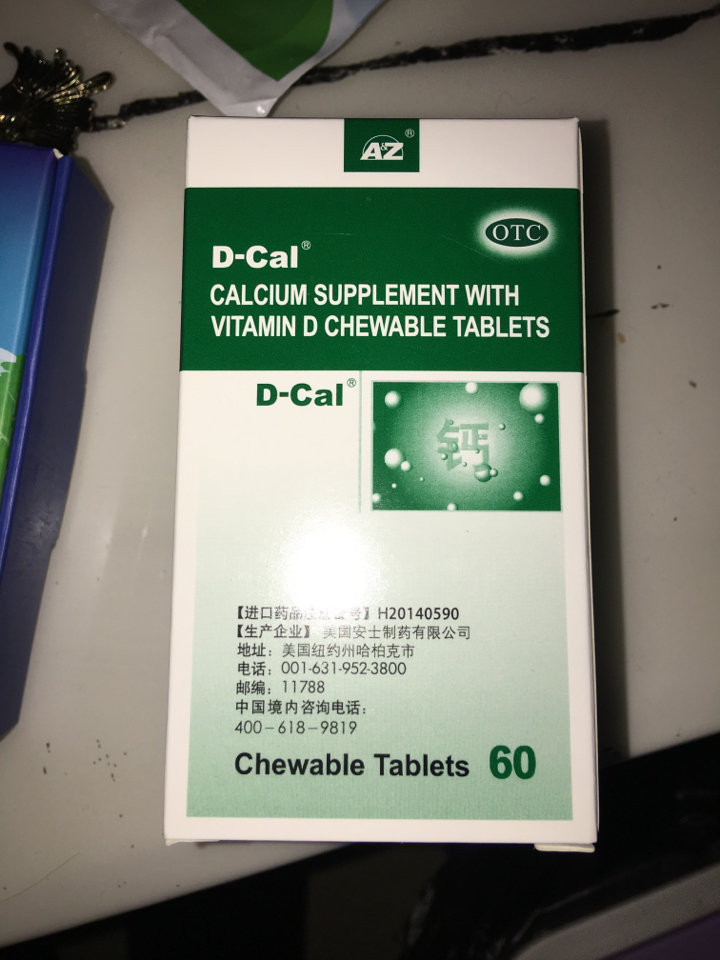 A&Z®
OTC
D-Cal®
CALCIUM SUPPLEMENT WITH
VITAMIN D CHEWABLE TABLETS
D-Cal®
钙
【进口药品注册证号】H20140590
【生产企业】 美国安士制药有限公司
地址：美国纽约州哈柏克市
电话：001-631-952-3800
邮编：11788
中国境内咨询电话：
400-618-9819
Chewable Tablets 60